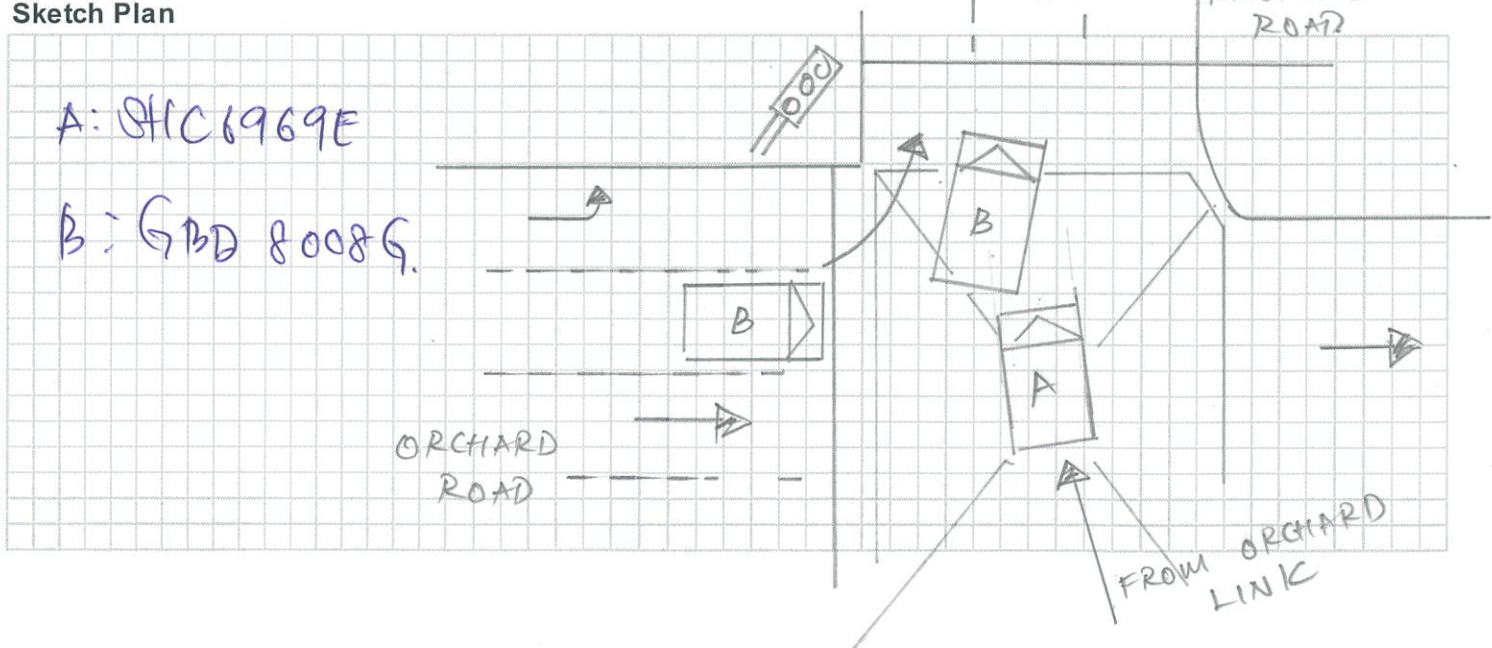 Sketch Plan
ROAD
A: SHC6969E
B: GBD 8008G.
B
B
A
ORCHARD
ROAD
FROM ORCHARD
LINK